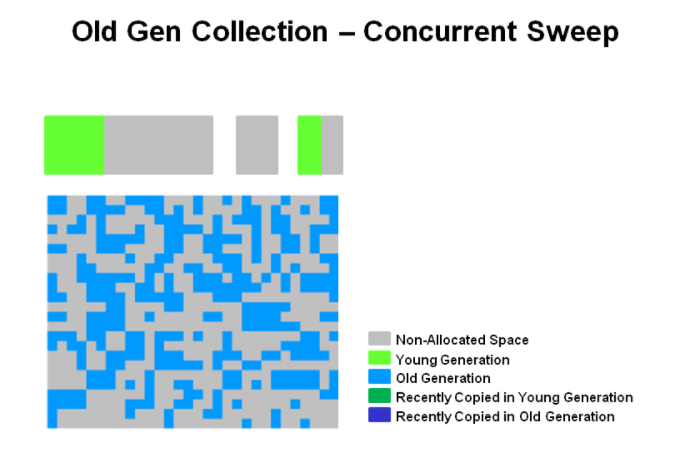 Old Gen Collection – Concurrent Sweep
Non-Allocated Space
Young Generation
Old Generation
Recently Copied in Young Generation
Recently Copied in Old Generation